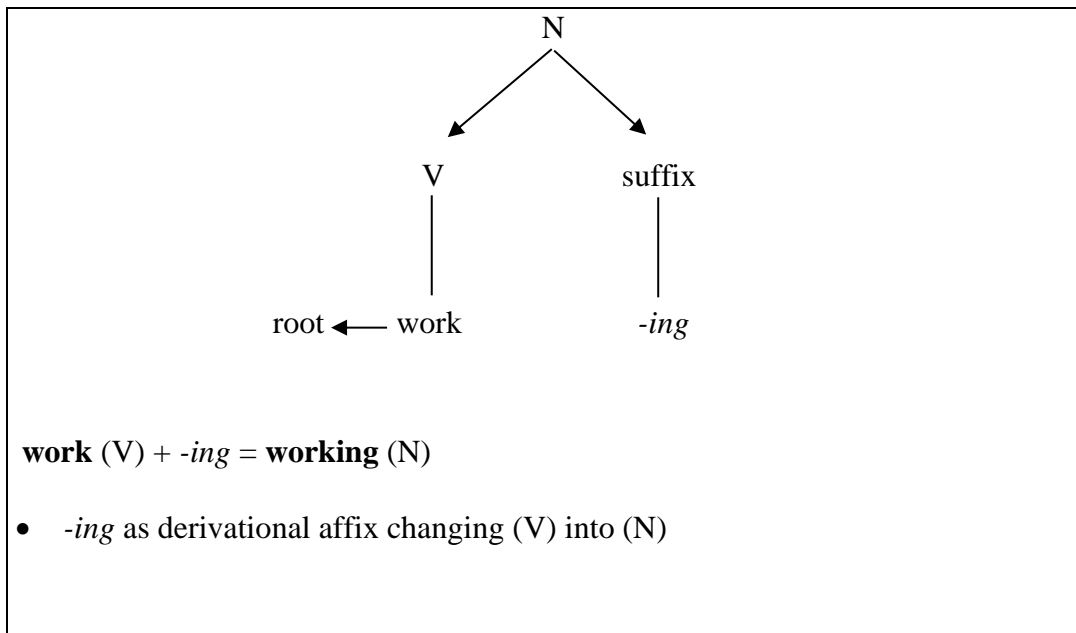 N
V suffix
root work -ing
work (V) + -ing = working (N)
• -ing as derivational affix changing (V) into (N)